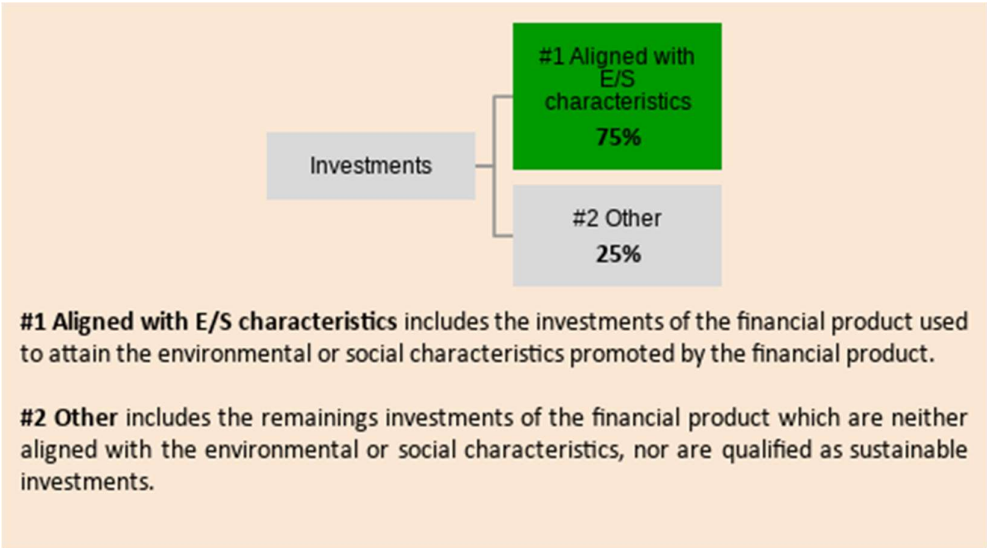 #1 Aligned with
E/S
characteristics
75%
Investments
#2 Other
25%
#1 Aligned with E/S characteristics includes the investments of the financial product used
to attain the environmental or social characteristics promoted by the financial product.
#2 Other includes the remainings investments of the financial product which are neither
aligned with the environmental or social characteristics, nor are qualified as sustainable
investments.